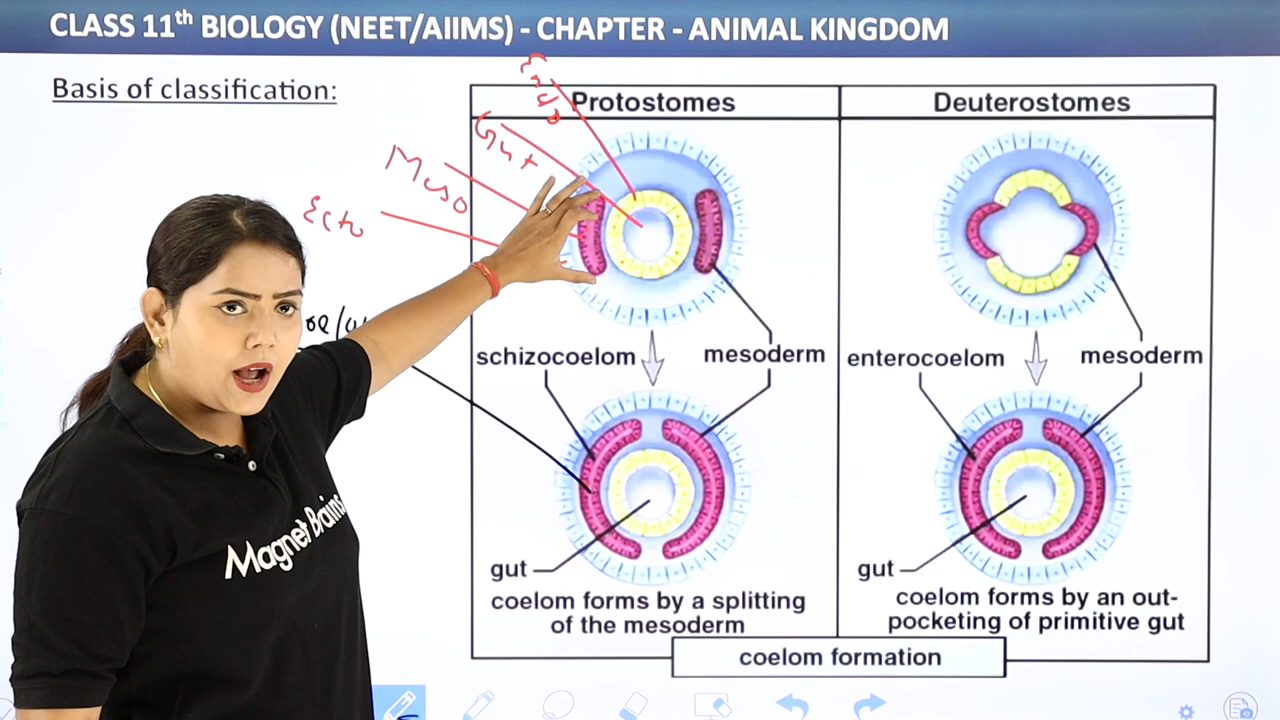 CLASS 11th BIOLOGY (NEET/AIIMS) - CHAPTER - ANIMAL KINGDOM
Basis of classification:
Protostomes
Deuterostomes
Endo
Gut
Meso
Ecto
schizocoelom
mesoderm
enterocoelom
mesoderm
Magnet Brains
gut
gut
coelom forms by a splitting
of the mesoderm
coelom forms by an out-
pocketing of primitive gut
coelom formation